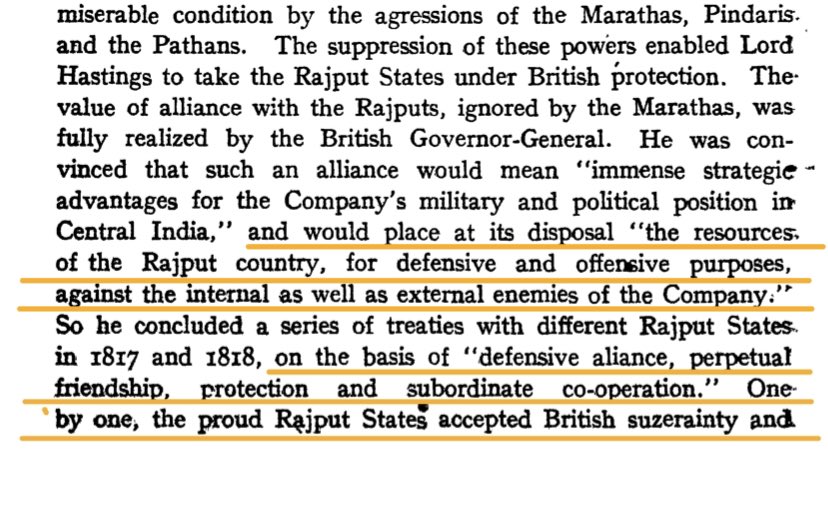 miserable condition by the agressions of the Marathas, Pindaris.
and the Pathans. The suppression of these powers enabled Lord
Hastings to take the Rajput States under British protection. The
value of alliance with the Rajputs, ignored by the Marathas, was
fully realized by the British Governor-General. He was con-
vinced that such an alliance would mean "immense strategic
advantages for the Company's military and political position in
Central India," and would place at its disposal "the resources
of the Rajput country, for defensive and offensive purposes,
against the internal as well as external enemies of the Company."
So he concluded a series of treaties with different Rajput States
in 1817 and 1818, on the basis of "defensive aliance, perpetual
friendship, protection and subordinate co-operation." One
by one, the proud Rajput States accepted British suzerainty and